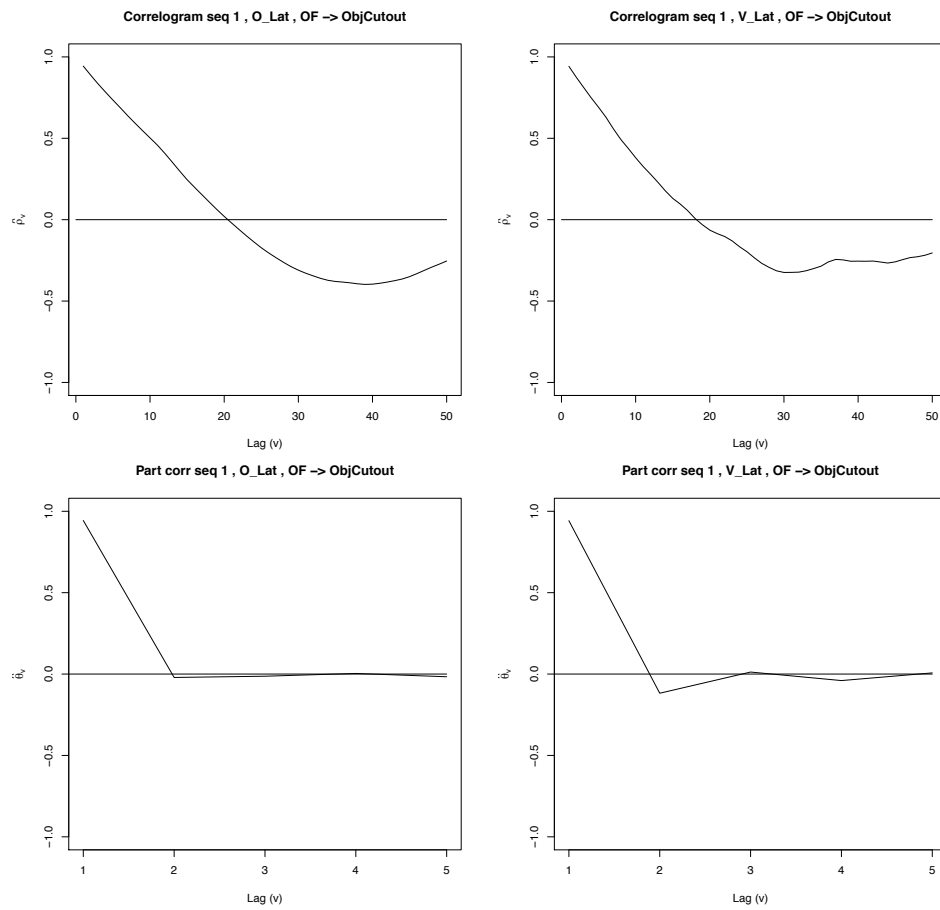 Correlogram seq 1 , O_Lat , OF −> ObjCutout
1.0
0.5
0.0
−0.5
−1.0
ρ̂ᵥ
0 10 20 30 40 50
Lag (v)
Correlogram seq 1 , V_Lat , OF −> ObjCutout
1.0
0.5
0.0
−0.5
−1.0
ρ̂ᵥ
0 10 20 30 40 50
Lag (v)
Part corr seq 1 , O_Lat , OF −> ObjCutout
1.0
0.5
0.0
−0.5
−1.0
θ̂ᵥ
1 2 3 4 5
Lag (v)
Part corr seq 1 , V_Lat , OF −> ObjCutout
1.0
0.5
0.0
−0.5
−1.0
θ̂ᵥ
1 2 3 4 5
Lag (v)